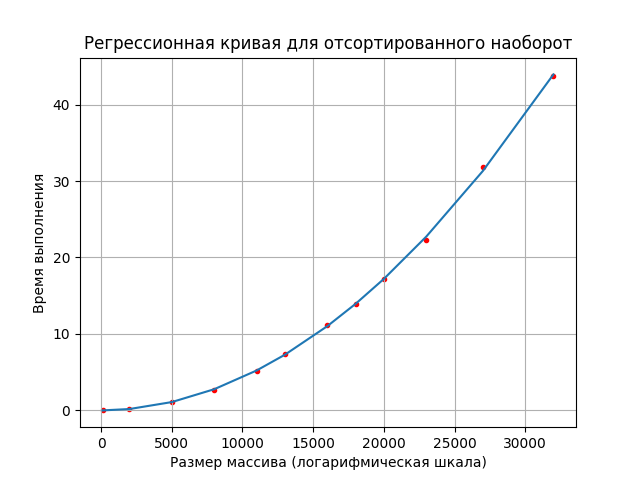 Регрессионная кривая для отсортированного наоборот
Время выполнения
40
30
20
10
0
0 5000 10000 15000 20000 25000 30000
Размер массива (логарифмическая шкала)